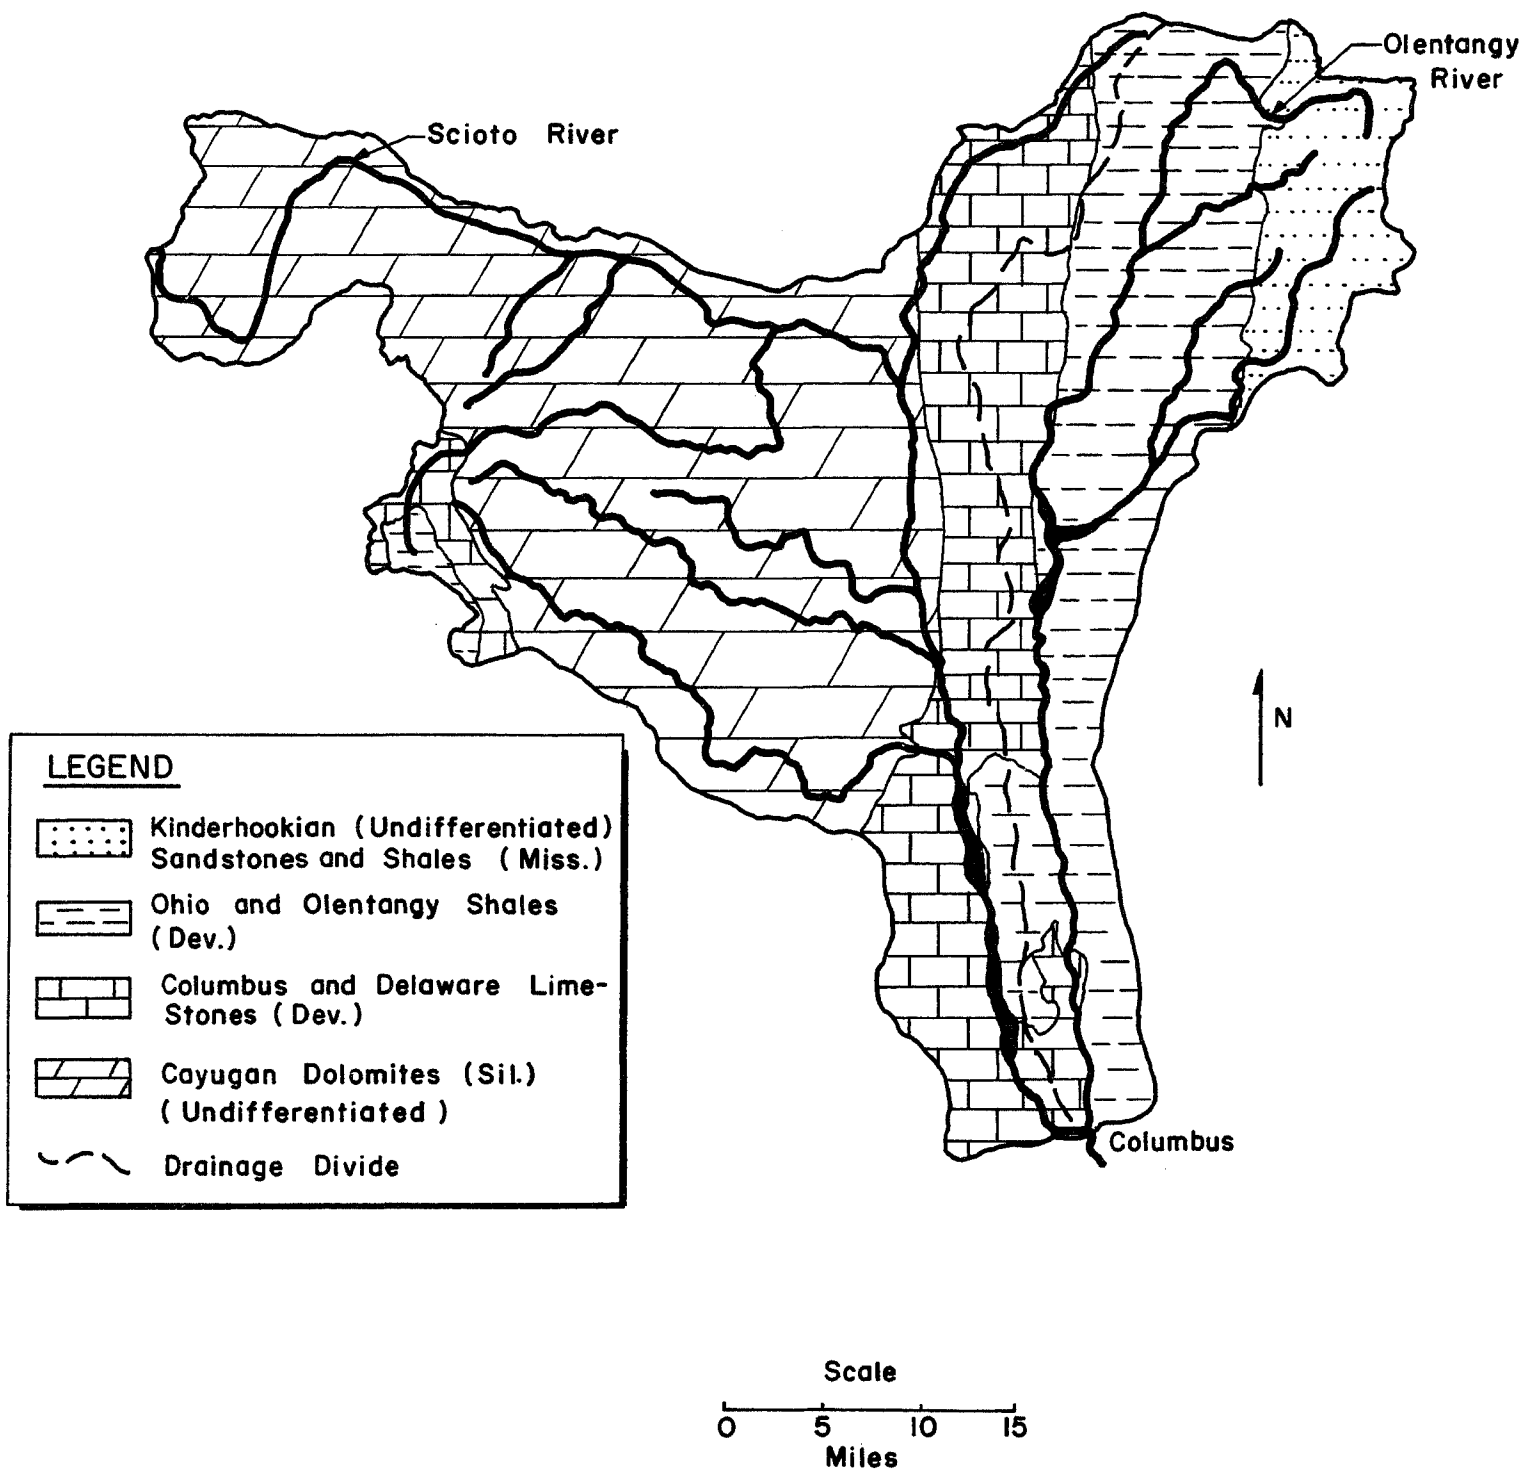 Olentangy
River
Scioto River
N
LEGEND
Kinderhookian (Undifferentiated)
Sandstones and Shales (Miss.)
Ohio and Olentangy Shales
(Dev.)
Columbus and Delaware Lime-
Stones (Dev.)
Cayugan Dolomites (Sil.)
(Undifferentiated)
Drainage Divide
Columbus
Scale
0 5 10 15
Miles